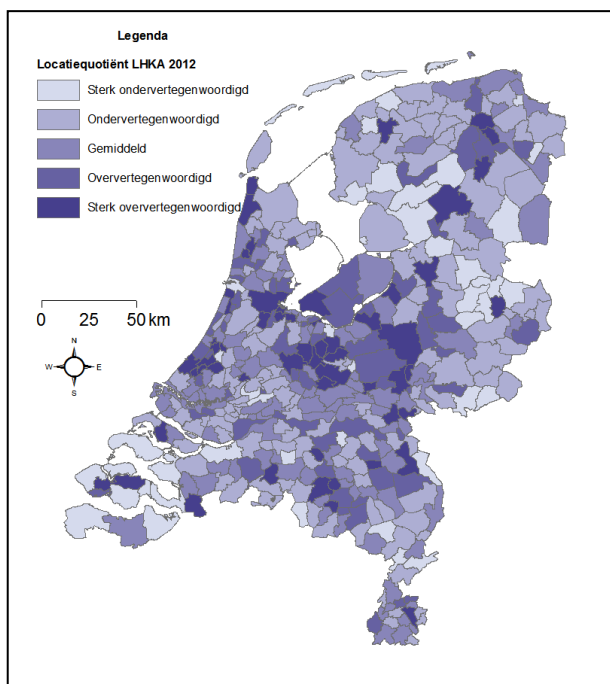 Legenda
Locatiequotiënt LHKA 2012
Sterk ondervertegenwoordigd
Ondervertegenwoordigd
Gemiddeld
Oververtegenwoordigd
Sterk oververtegenwoordigd
0 25 50 km
N
W E
S